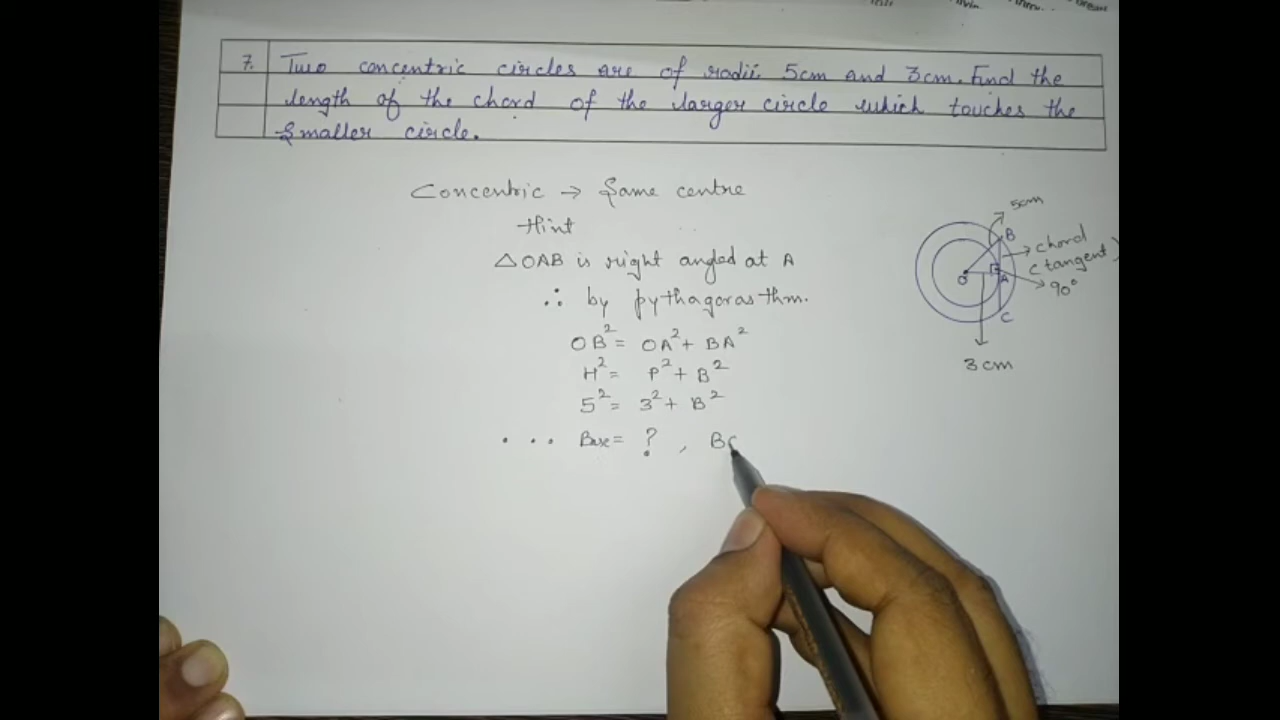 7. Two concentric circles are of radii 5cm and 3cm. Find the
length of the chord of the larger circle which touches the
smaller circle.
Concentric → Same centre
Hint
△OAB is right angled at A
∴ by pythagoras thm.
OB² = OA² + BA²
H² = P² + B²
5² = 3² + B²
. . . Base = ? , BC
5cm
B
chord
(tangent)
O
A
90°
C
3cm